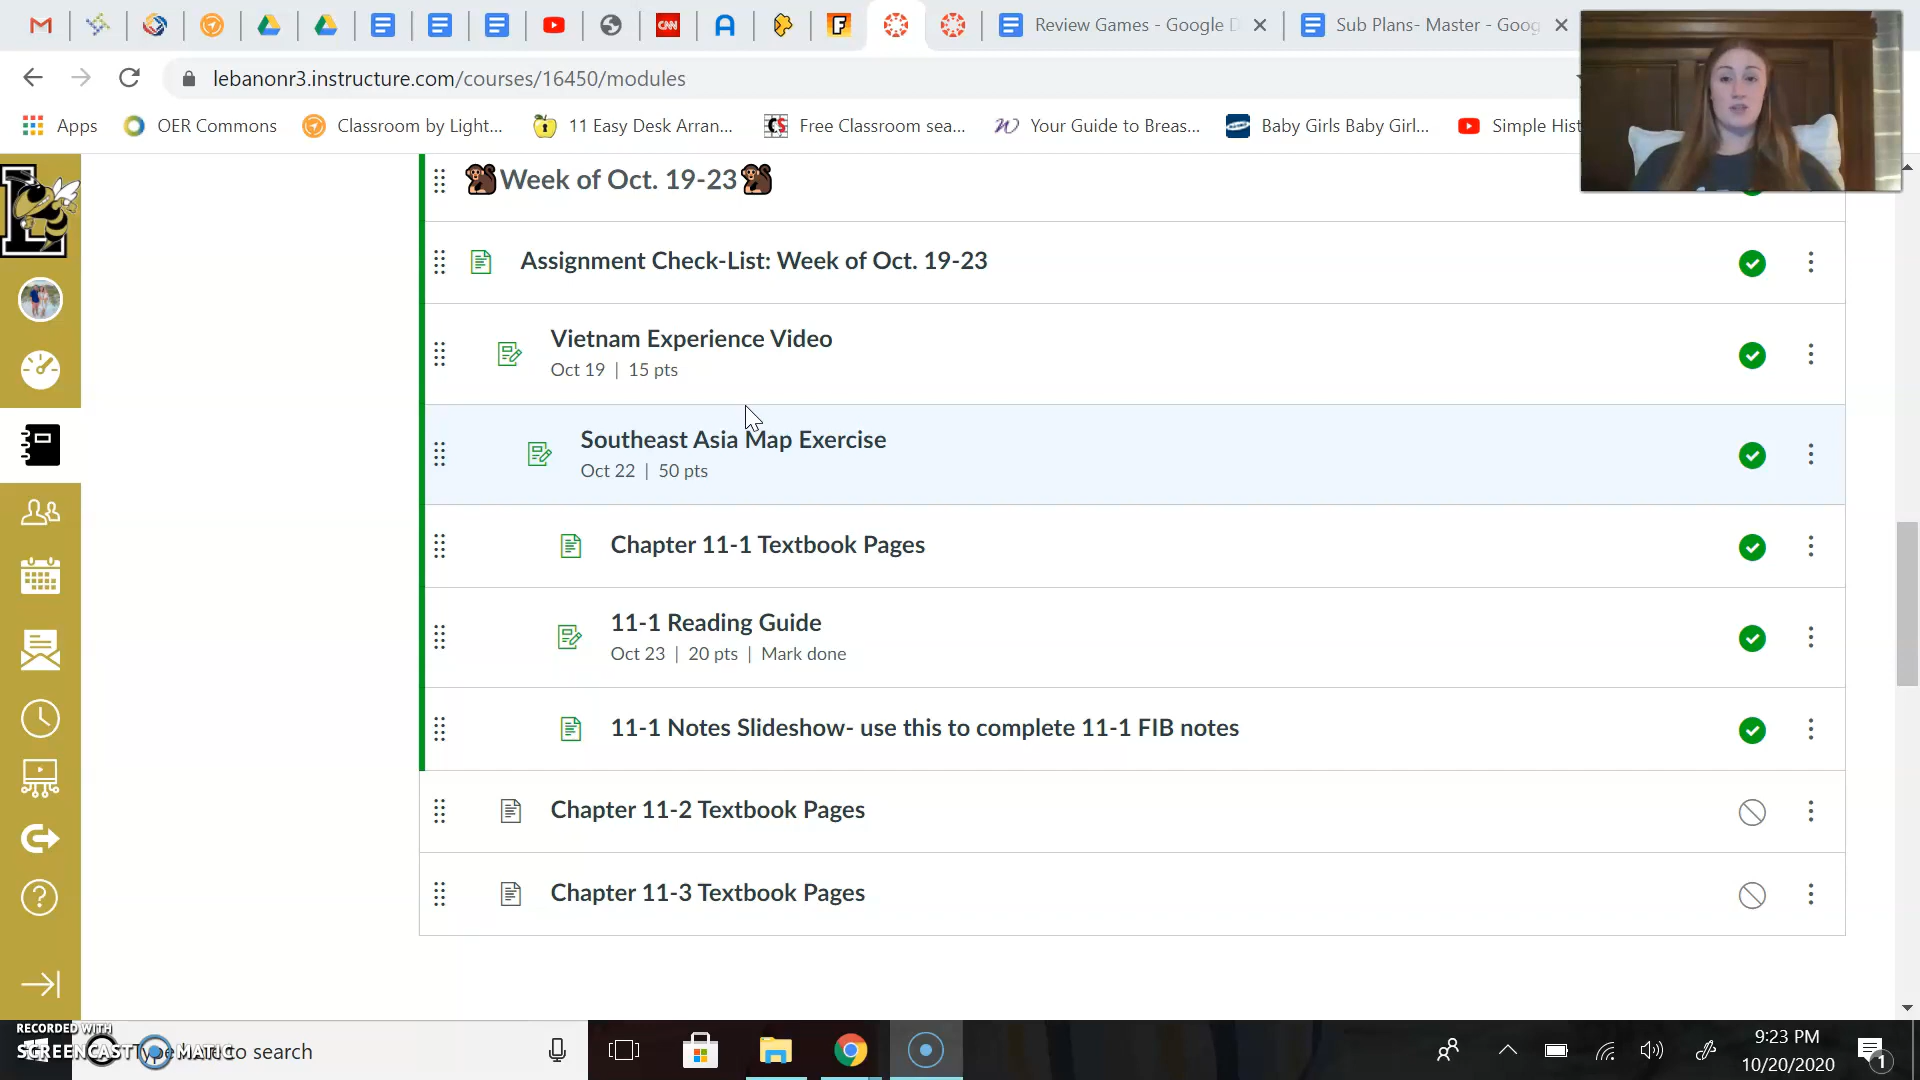 Review Games - Google D
Sub Plans- Master - Goog
lebanonr3.instructure.com/courses/16450/modules
Apps
OER Commons
Classroom by Light...
11 Easy Desk Arran...
Free Classroom sea...
Your Guide to Breas...
Baby Girls Baby Girl...
Simple Hist
Week of Oct. 19-23
Assignment Check-List: Week of Oct. 19-23
Vietnam Experience Video
Oct 19 | 15 pts
Southeast Asia Map Exercise
Oct 22 | 50 pts
Chapter 11-1 Textbook Pages
11-1 Reading Guide
Oct 23 | 20 pts | Mark done
11-1 Notes Slideshow- use this to complete 11-1 FIB notes
Chapter 11-2 Textbook Pages
Chapter 11-3 Textbook Pages
RECORDED WITH
SCREENCAST MATIC
Type here to search
9:23 PM
10/20/2020
1